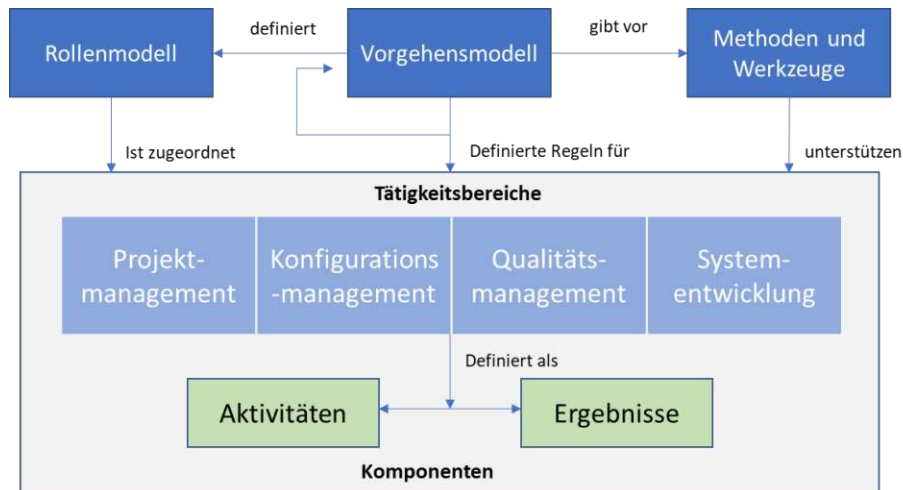 Rollenmodell
definiert
Vorgehensmodell
gibt vor
Methoden und
Werkzeuge
Ist zugeordnet
Definierte Regeln für
unterstützen
Tätigkeitsbereiche
Projekt-
management
Konfigurations
-management
Qualitäts-
management
System-
entwicklung
Definiert als
Aktivitäten
Ergebnisse
Komponenten